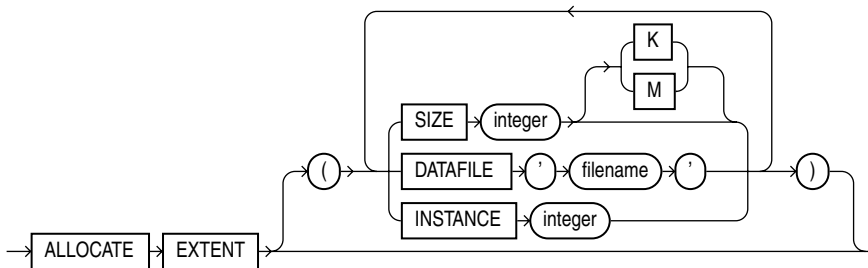 K
M
SIZE integer
( DATAFILE ’ filename ’ )
INSTANCE integer
ALLOCATE EXTENT